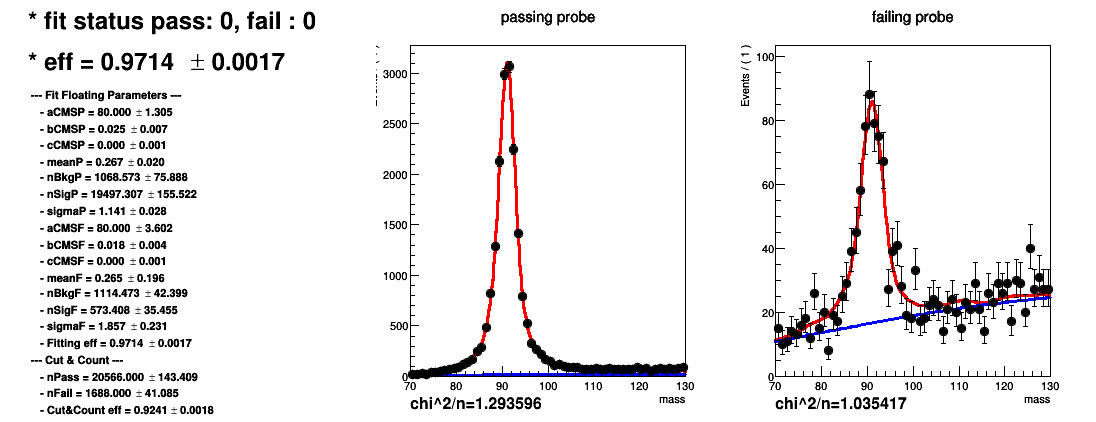 * fit status pass: 0, fail : 0
* eff = 0.9714 ± 0.0017
--- Fit Floating Parameters ---
- aCMSP = 80.000 ± 1.305
- bCMSP = 0.025 ± 0.007
- cCMSP = 0.000 ± 0.001
- meanP = 0.267 ± 0.020
- nBkgP = 1068.573 ± 75.888
- nSigP = 19497.307 ± 155.522
- sigmaP = 1.141 ± 0.028
- aCMSF = 80.000 ± 3.602
- bCMSF = 0.018 ± 0.004
- cCMSF = 0.000 ± 0.001
- meanF = 0.265 ± 0.196
- nBkgF = 1114.473 ± 42.399
- nSigF = 573.408 ± 35.455
- sigmaF = 1.857 ± 0.231
- Fitting eff = 0.9714 ± 0.0017
--- Cut & Count ---
- nPass = 20566.000 ± 143.409
- nFail = 1688.000 ± 41.085
- Cut&Count eff = 0.9241 ± 0.0018
passing probe
3000
2500
2000
1500
1000
500
0
70 80 90 100 110 120 130
mass
chi^2/n=1.293596
failing probe
Events / ( 1 )
100
80
60
40
20
0
70 80 90 100 110 120 130
mass
chi^2/n=1.035417